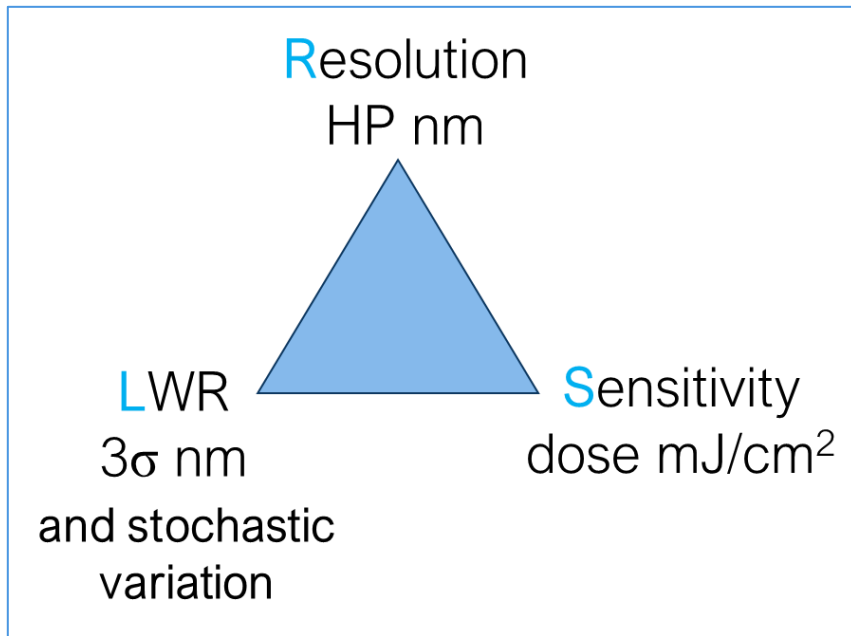 Resolution
HP nm
LWR
3σ nm
and stochastic
variation
Sensitivity
dose mJ/cm²